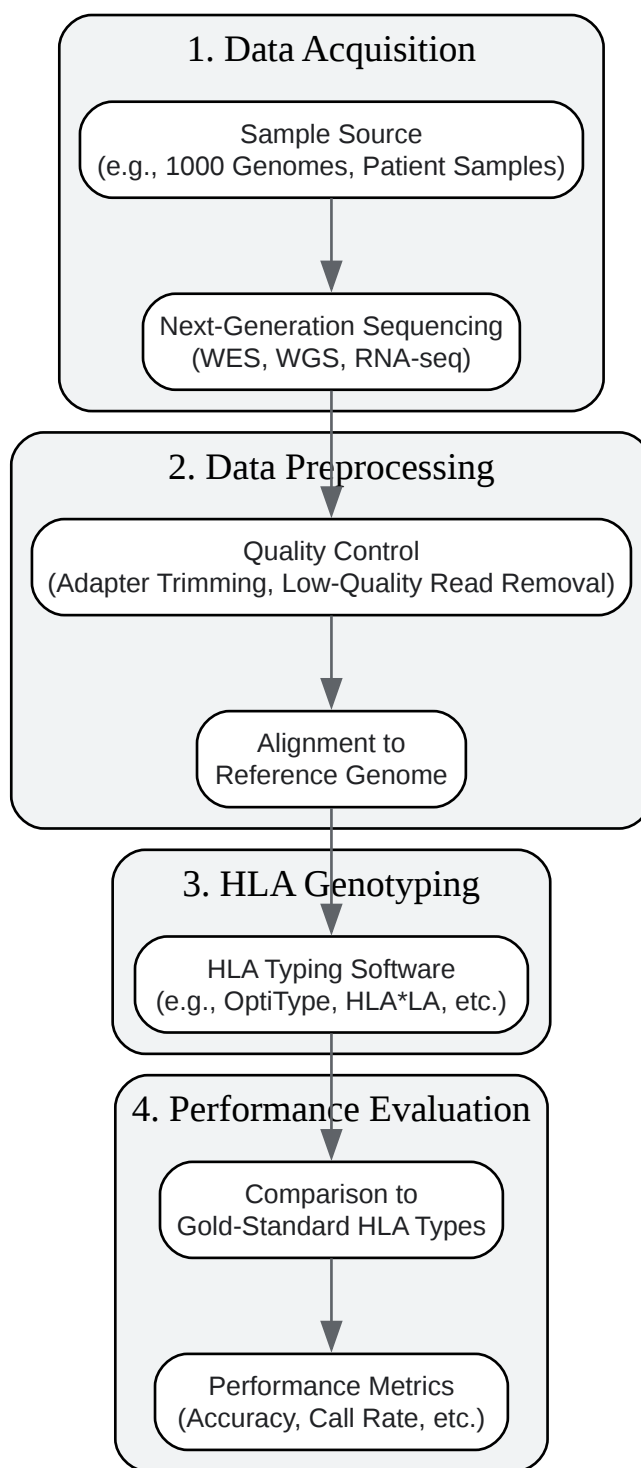 1. Data Acquisition
Sample Source
(e.g., 1000 Genomes, Patient Samples)
Next-Generation Sequencing
(WES, WGS, RNA-seq)
2. Data Preprocessing
Quality Control
(Adapter Trimming, Low-Quality Read Removal)
Alignment to
Reference Genome
3. HLA Genotyping
HLA Typing Software
(e.g., OptiType, HLA*LA, etc.)
4. Performance Evaluation
Comparison to
Gold-Standard HLA Types
Performance Metrics
(Accuracy, Call Rate, etc.)